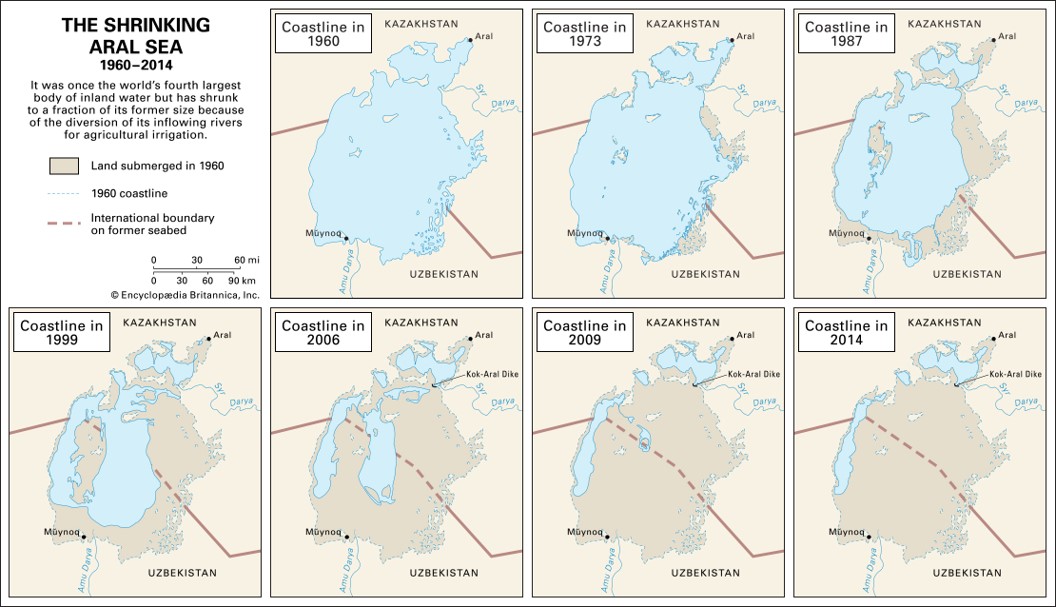 THE SHRINKING
ARAL SEA
1960–2014
It was once the world's fourth largest
body of inland water but has shrunk
to a fraction of its former size because
of the diversion of its inflowing rivers
for agricultural irrigation.
Land submerged in 1960
1960 coastline
International boundary
on former seabed
0 30 60 mi
0 30 60 90 km
© Encyclopædia Britannica, Inc.
Coastline in
1960
KAZAKHSTAN
Aral
Syr
Darya
Mŭynoq
Amu Darya
UZBEKISTAN
Coastline in
1973
KAZAKHSTAN
Aral
Syr
Darya
Mŭynoq
Amu Darya
UZBEKISTAN
Coastline in
1987
KAZAKHSTAN
Aral
Syr
Darya
Mŭynoq
Amu Darya
UZBEKISTAN
Coastline in
1999
KAZAKHSTAN
Aral
Syr
Darya
Mŭynoq
Amu Darya
UZBEKISTAN
Coastline in
2006
KAZAKHSTAN
Aral
Kok-Aral Dike
Syr
Darya
Mŭynoq
Amu Darya
UZBEKISTAN
Coastline in
2009
KAZAKHSTAN
Aral
Kok-Aral Dike
Syr
Darya
Mŭynoq
Amu Darya
UZBEKISTAN
Coastline in
2014
KAZAKHSTAN
Aral
Kok-Aral Dike
Syr
Darya
Mŭynoq
Amu Darya
UZBEKISTAN